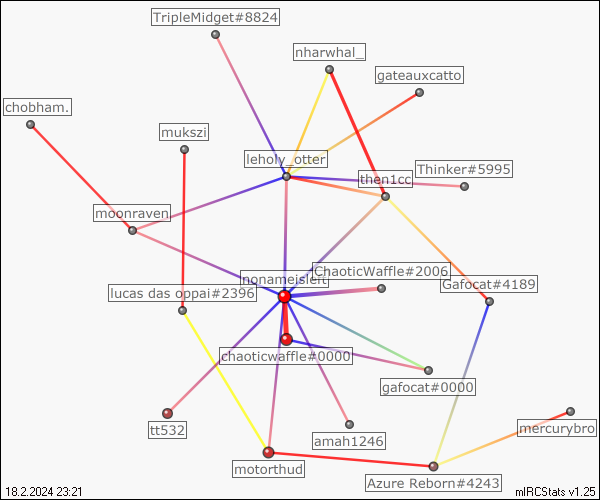 TripleMidget#8824
nharwhal_
gateauxcatto
chobham.
mukszi
leholy_otter
Thinker#5995
then1cc
moonraven
ChaoticWaffle#2006
Gafocat#4189
lucas das oppai#2396
chaoticwaffle#0000
gafocat#0000
tt532
amah1246
mercurybro
motorthud
Azure Reborn#4243
18.2.2024 23:21
mIRCStats v1.25